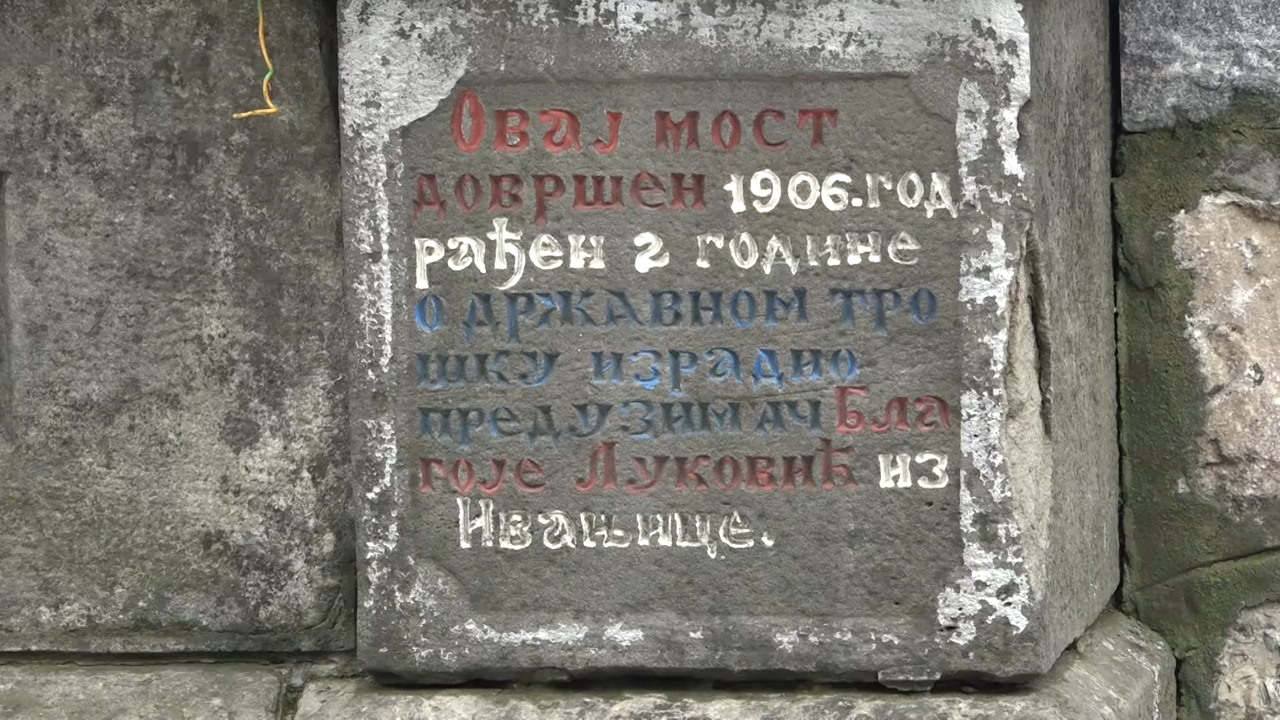 Овај мост
довршен 1906.год.
рађен 2 године
о државном тро
шку израдио
предузимач Бла
гоје Луковић из
Ивањице.